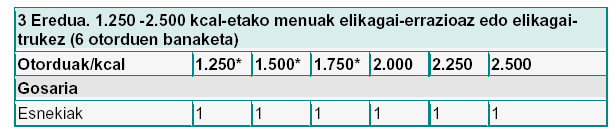 3 Eredua. 1.250 -2.500 kcal-etako menuak elikagai-errazioaz edo elikagai-
trukez (6 otorduen banaketa)
Otorduak/kcal 1.250* 1.500* 1.750* 2.000 2.250 2.500
Gosaria
Esnekiak 1 1 1 1 1 1